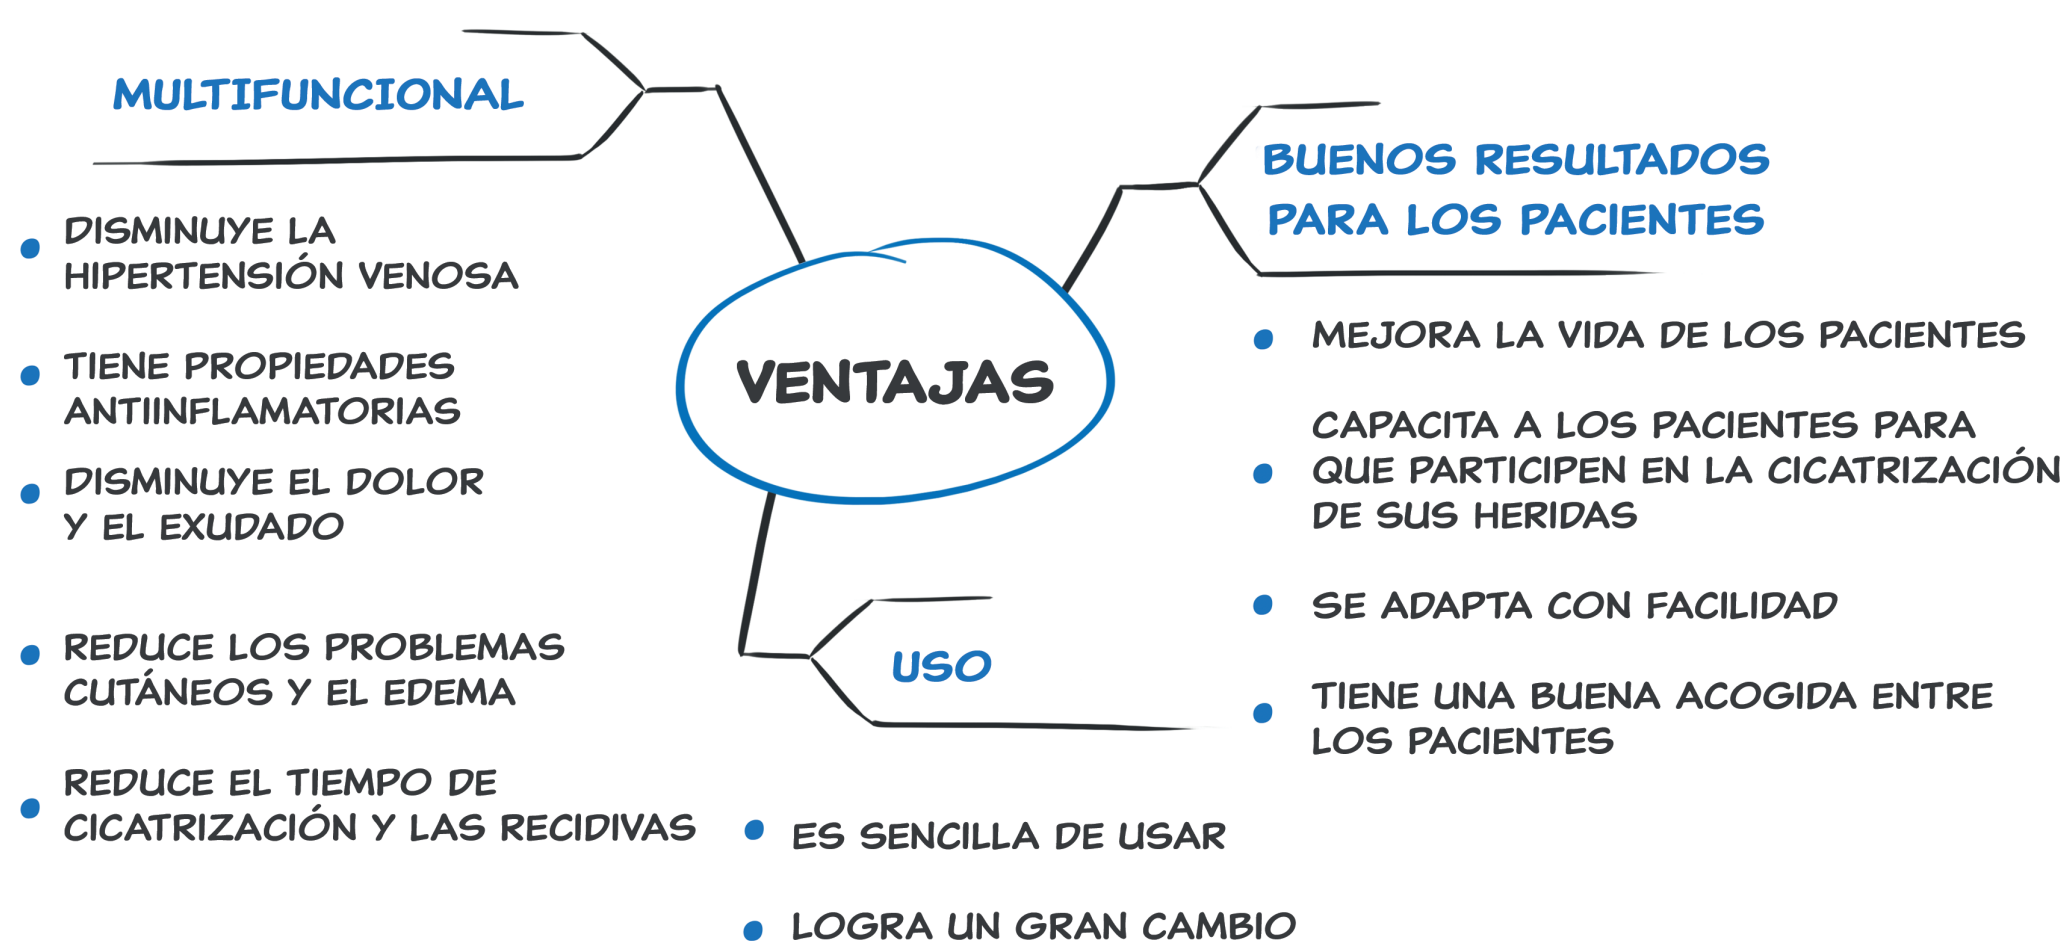 MULTIFUNCIONAL
DISMINUYE LA
HIPERTENSIÓN VENOSA
TIENE PROPIEDADES
ANTIINFLAMATORIAS
DISMINUYE EL DOLOR
Y EL EXUDADO
REDUCE LOS PROBLEMAS
CUTÁNEOS Y EL EDEMA
REDUCE EL TIEMPO DE
CICATRIZACIÓN Y LAS RECIDIVAS
VENTAJAS
USO
ES SENCILLA DE USAR
LOGRA UN GRAN CAMBIO
BUENOS RESULTADOS
PARA LOS PACIENTES
MEJORA LA VIDA DE LOS PACIENTES
CAPACITA A LOS PACIENTES PARA
QUE PARTICIPEN EN LA CICATRIZACIÓN
DE SUS HERIDAS
SE ADAPTA CON FACILIDAD
TIENE UNA BUENA ACOGIDA ENTRE
LOS PACIENTES